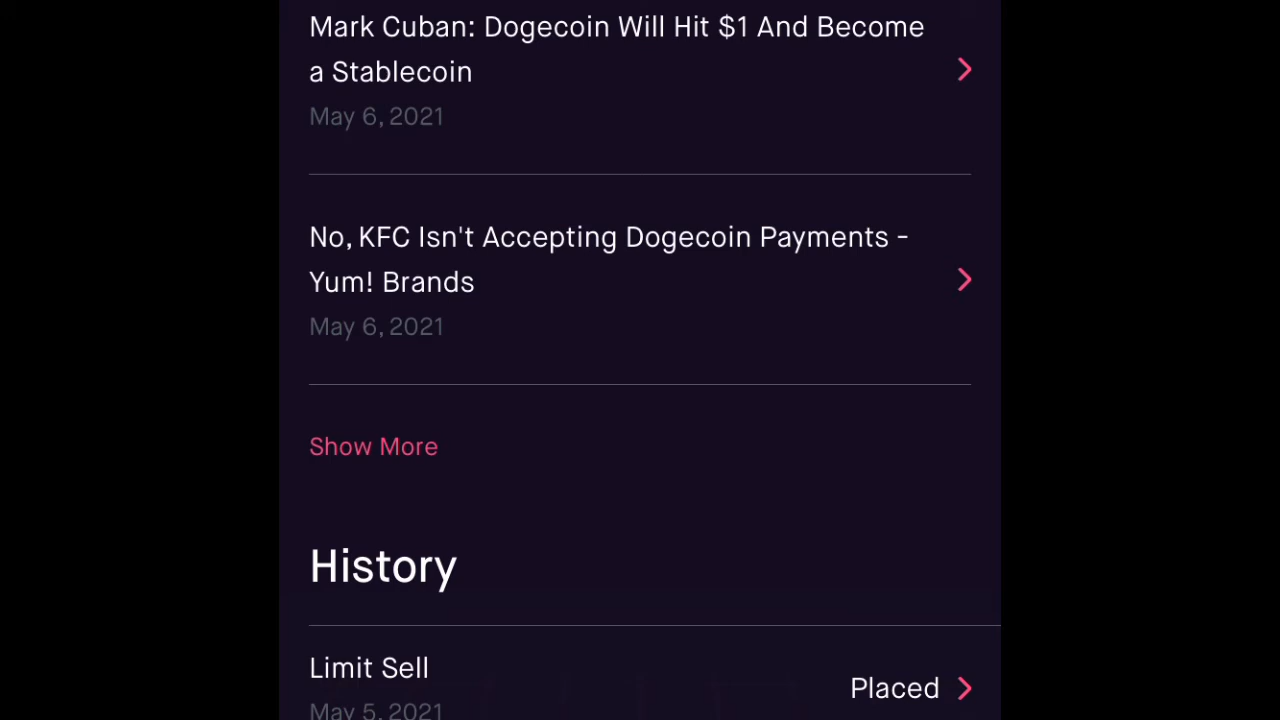 Mark Cuban: Dogecoin Will Hit $1 And Become
a Stablecoin
May 6, 2021
No, KFC Isn't Accepting Dogecoin Payments -
Yum! Brands
May 6, 2021
Show More
History
Limit Sell
Placed
May 5, 2021